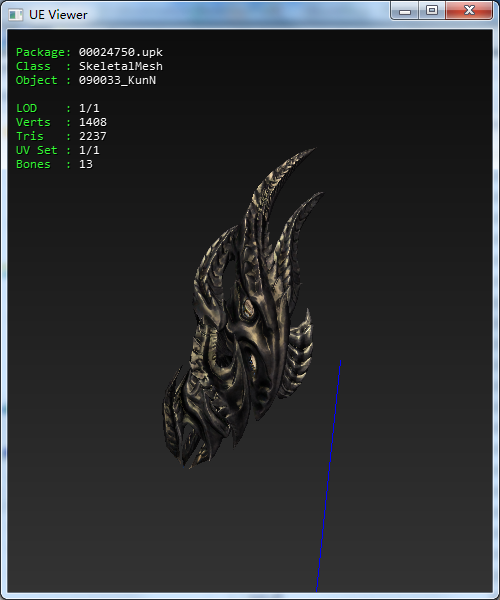 UE Viewer
Package: 00024750.upk
Class  : SkeletalMesh
Object : 090033_KunN
LOD    : 1/1
Verts  : 1408
Tris   : 2237
UV Set : 1/1
Bones  : 13